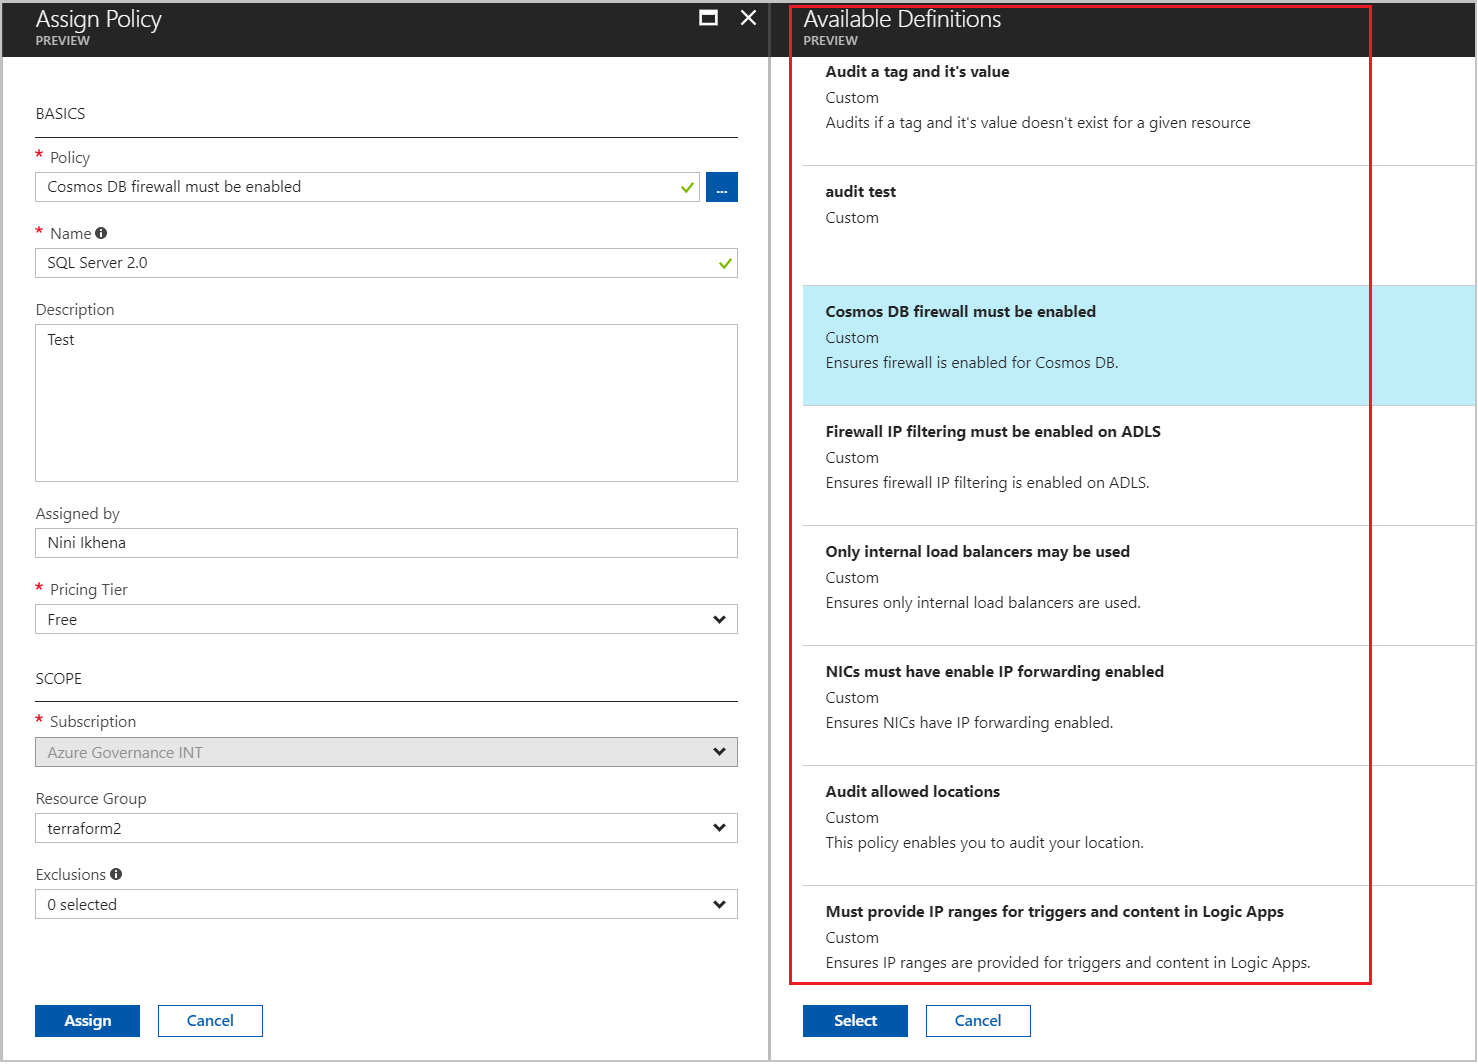 Assign Policy
PREVIEW
BASICS
* Policy
Cosmos DB firewall must be enabled
...
* Name
SQL Server 2.0
Description
Test
Assigned by
Nini Ikhena
* Pricing Tier
Free
SCOPE
* Subscription
Azure Governance INT
Resource Group
terraform2
Exclusions
0 selected
Assign
Cancel
Available Definitions
PREVIEW
Audit a tag and it's value
Custom
Audits if a tag and it's value doesn't exist for a given resource
audit test
Custom
Cosmos DB firewall must be enabled
Custom
Ensures firewall is enabled for Cosmos DB.
Firewall IP filtering must be enabled on ADLS
Custom
Ensures firewall IP filtering is enabled on ADLS.
Only internal load balancers may be used
Custom
Ensures only internal load balancers are used.
NICs must have enable IP forwarding enabled
Custom
Ensures NICs have IP forwarding enabled.
Audit allowed locations
Custom
This policy enables you to audit your location.
Must provide IP ranges for triggers and content in Logic Apps
Custom
Ensures IP ranges are provided for triggers and content in Logic Apps.
Select
Cancel